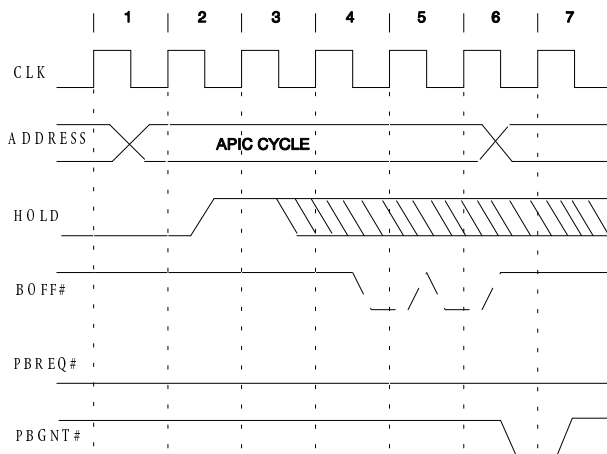 1 2 3 4 5 6 7
CLK
ADDRESS
APIC CYCLE
HOLD
BOFF#
PBREQ#
PBGNT#